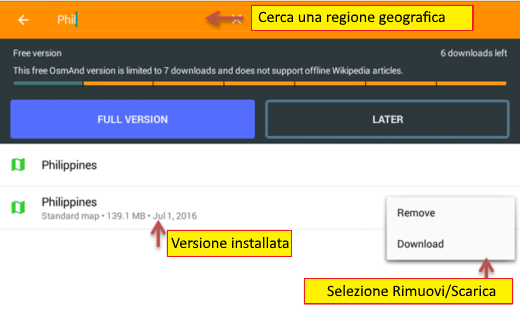 Phil
Cerca una regione geografica
Free version
6 downloads left
This free OsmAnd version is limited to 7 downloads and does not support offline Wikipedia articles.
FULL VERSION
LATER
Philippines
Philippines
Standard map • 139.1 MB • Jul 1, 2016
Remove
Download
Versione installata
Selezione Rimuovi/Scarica